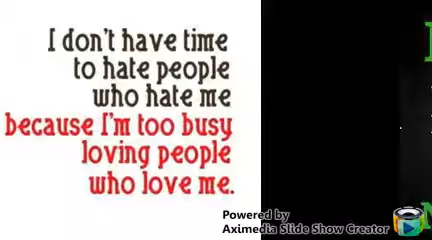 I don't have time
to hate people
who hate me
because I'm too busy
loving people
who love me.
Powered by
Aximedia Slide Show Creator